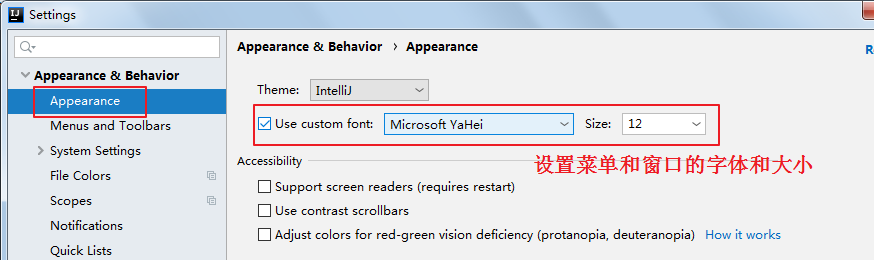 IJ Settings
Appearance & Behavior
Appearance
Menus and Toolbars
System Settings
File Colors
Scopes
Notifications
Quick Lists
Appearance & Behavior › Appearance
Theme: IntelliJ
Use custom font: Microsoft YaHei Size: 12
设置菜单和窗口的字体和大小
Accessibility
Support screen readers (requires restart)
Use contrast scrollbars
Adjust colors for red-green vision deficiency (protanopia, deuteranopia) How it works